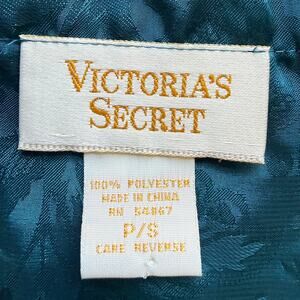 VICTORIA'S
SECRET
100% POLYESTER
MADE IN CHINA
RN 54867
P/S
CARE REVERSE